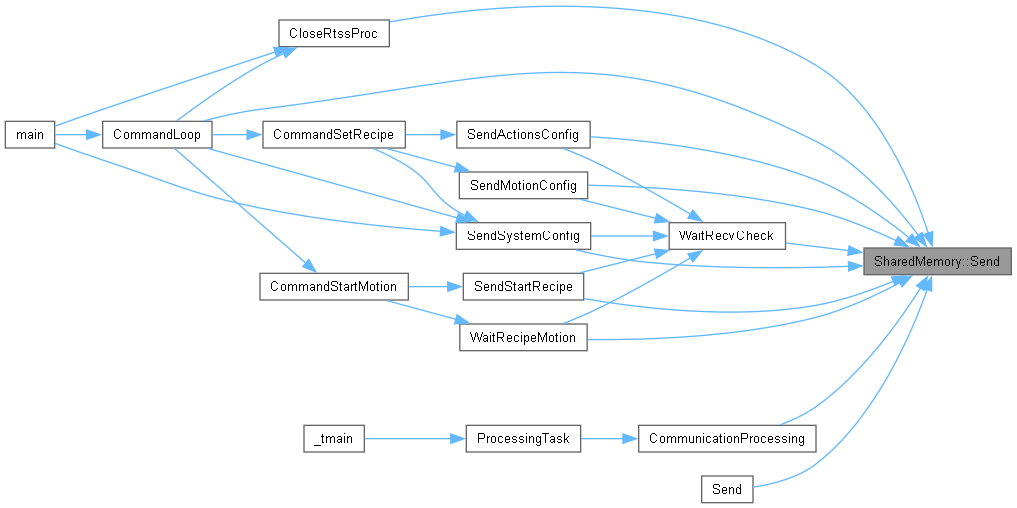 CloseRtssProc
main
CommandLoop
CommandSetRecipe
SendActionsConfig
SendMotionConfig
SendSystemConfig
WaitRecvCheck
SharedMemory::Send
CommandStartMotion
SendStartRecipe
WaitRecipeMotion
_tmain
ProcessingTask
CommunicationProcessing
Send